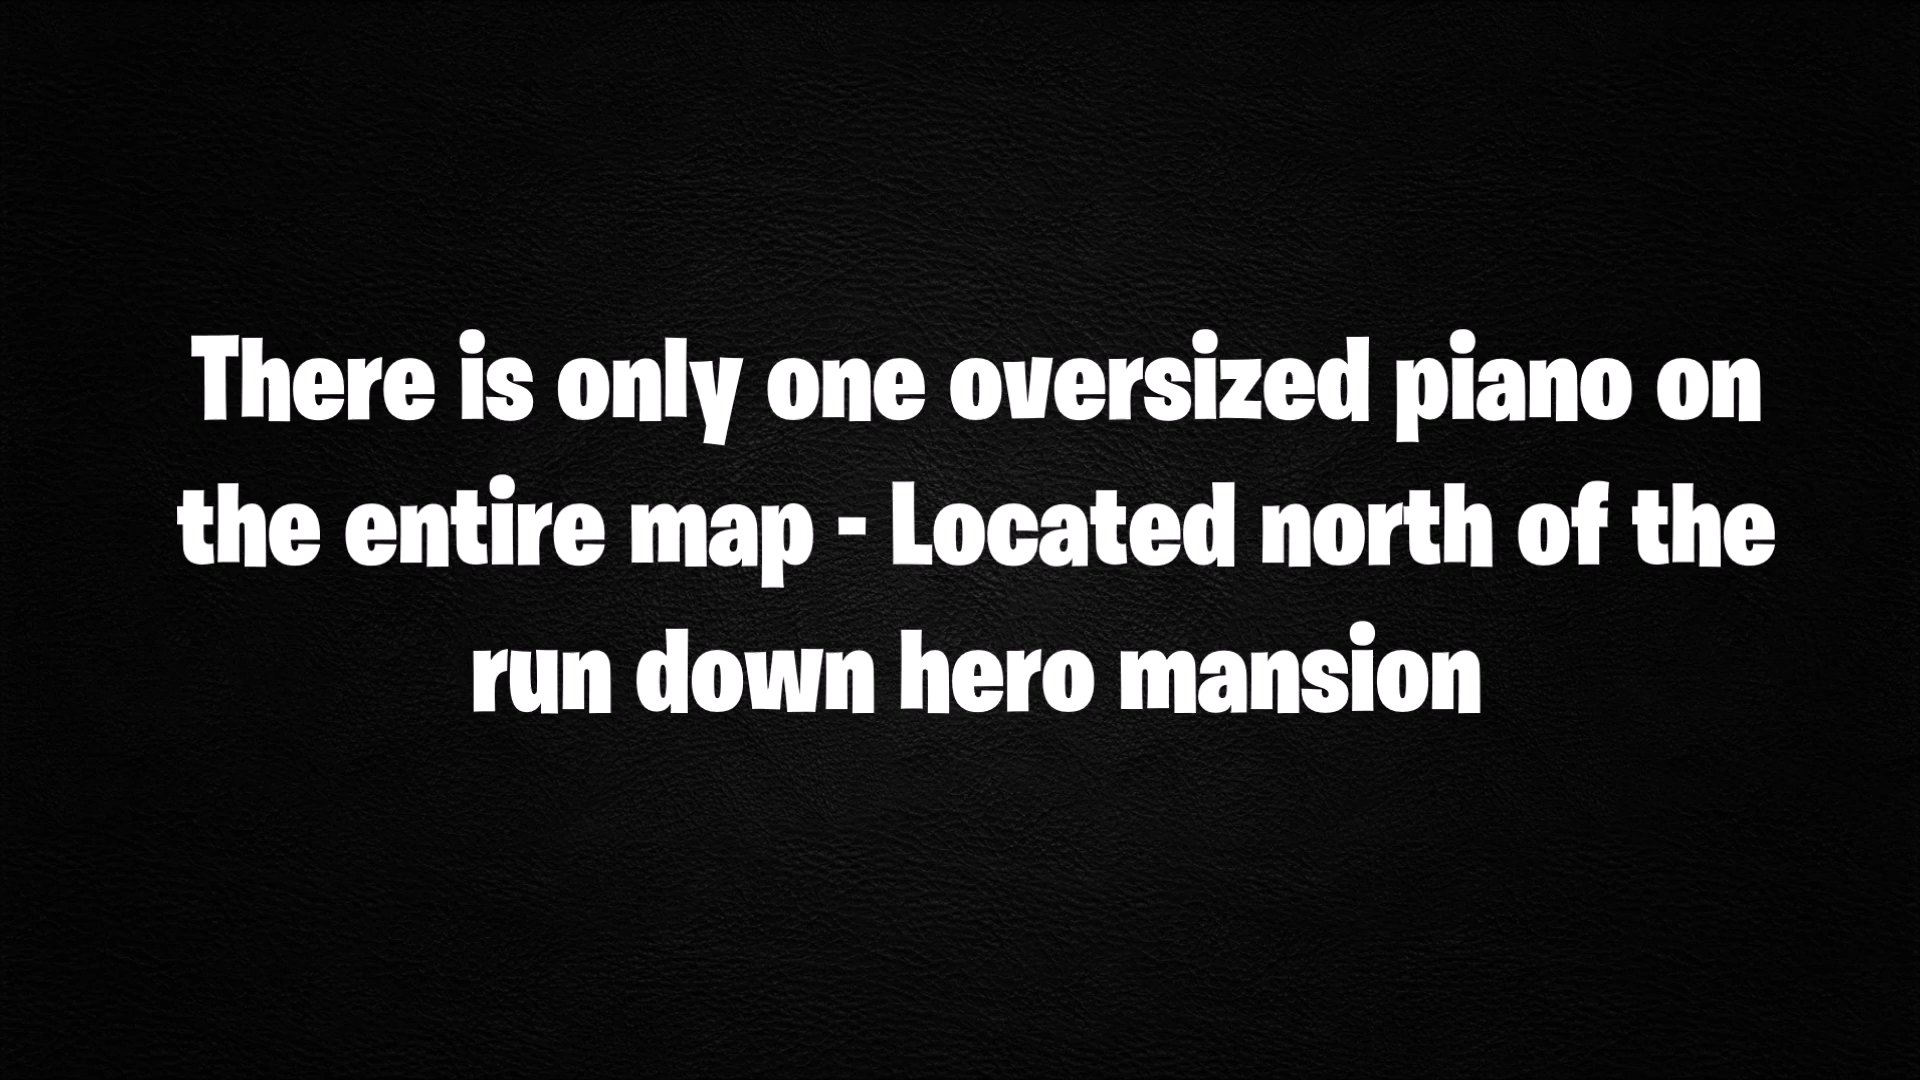 There is only one oversized piano on
the entire map - Located north of the
run down hero mansion